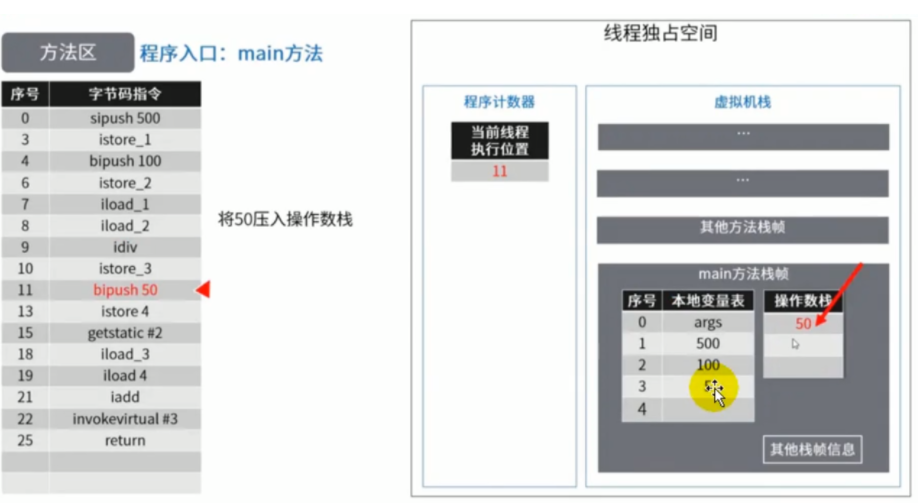 方法区 程序入口：main方法
序号 字节码指令
0 sipush 500
3 istore_1
4 bipush 100
6 istore_2
7 iload_1
8 iload_2
9 idiv
10 istore_3
11 bipush 50
13 istore 4
15 getstatic #2
18 iload_3
19 iload 4
21 iadd
22 invokevirtual #3
25 return
将50压入操作数栈
线程独占空间
程序计数器
当前线程
执行位置
11
虚拟机栈
...
...
其他方法栈帧
main方法栈帧
序号 本地变量表 操作数栈
0 args 50
1 500
2 100
3
4
其他栈帧信息